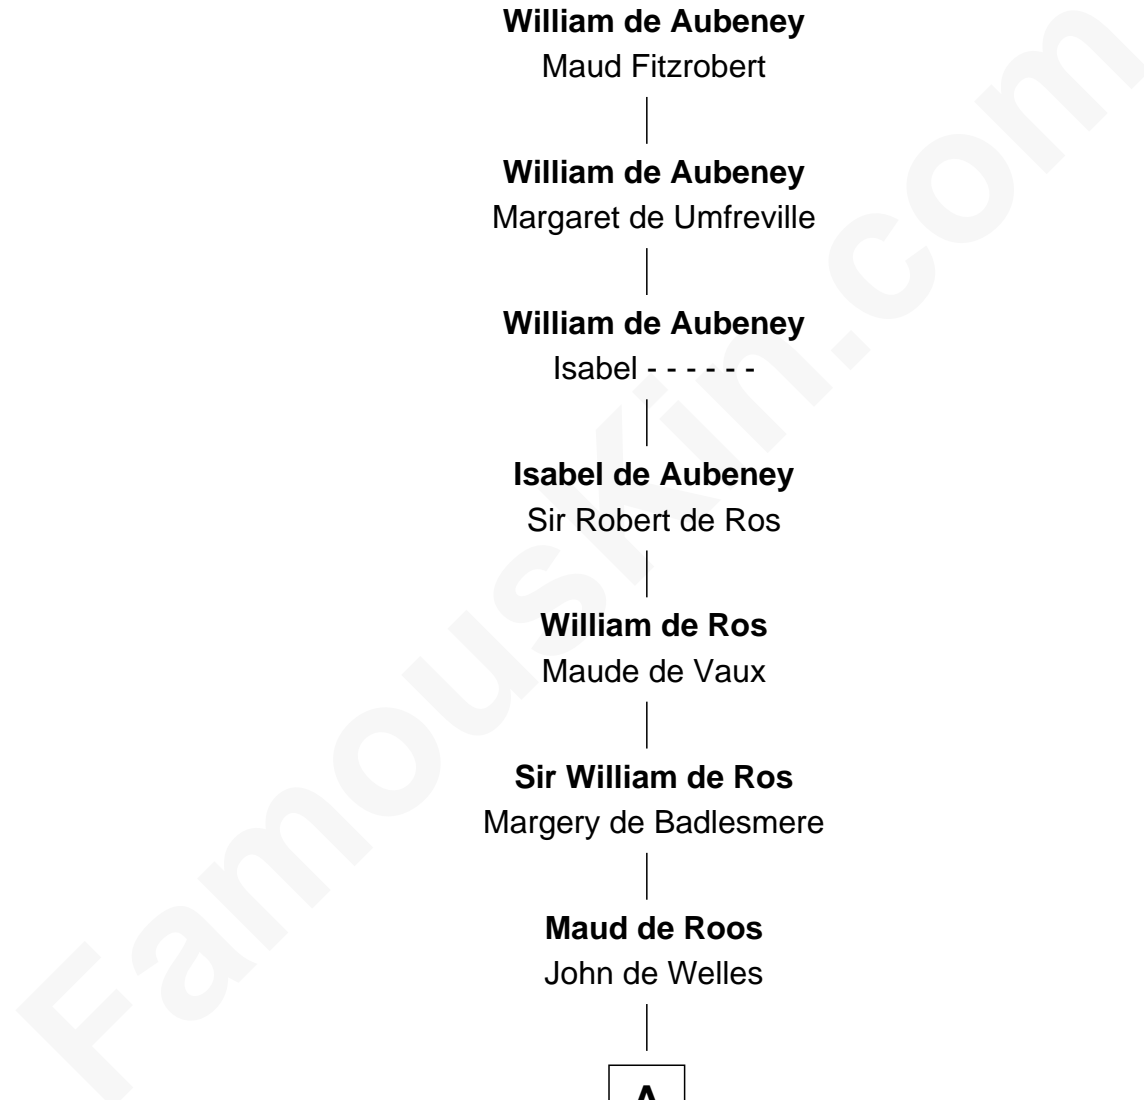 William de Aubeney
Maud Fitzrobert
William de Aubeney
Margaret de Umfreville
William de Aubeney
Isabel - - - - - -
Isabel de Aubeney
Sir Robert de Ros
William de Ros
Maude de Vaux
Sir William de Ros
Margery de Badlesmere
Maud de Roos
John de Welles
A
FamousKin.com